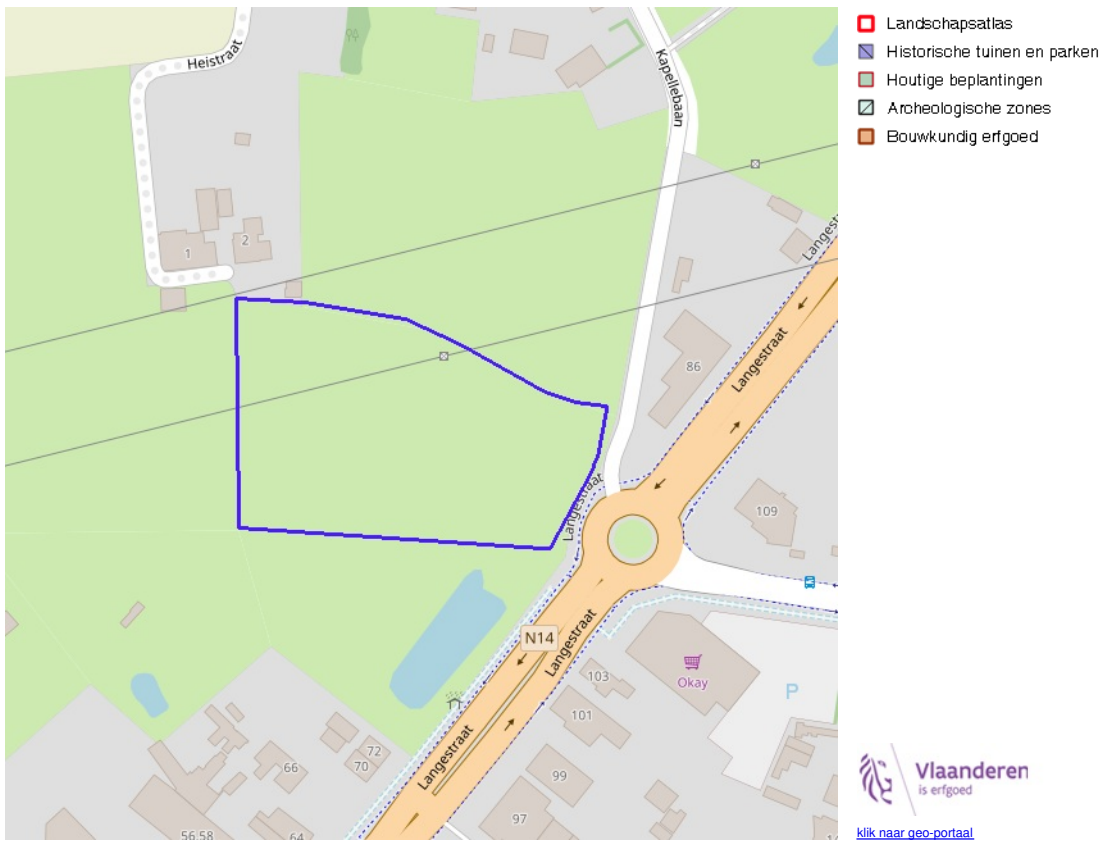 Heistraat
Kapellebaan
Langest
1
2
86
Langestraat
Langestraat
109
N14
Langestraat
103
Okay
P
101
72
70
66
99
Langestraat
97
56,58
64
Landschapsatlas
Historische tuinen en parken
Houtige beplantingen
Archeologische zones
Bouwkundig erfgoed
Vlaanderen
is erfgoed
klik naar geo-portaal